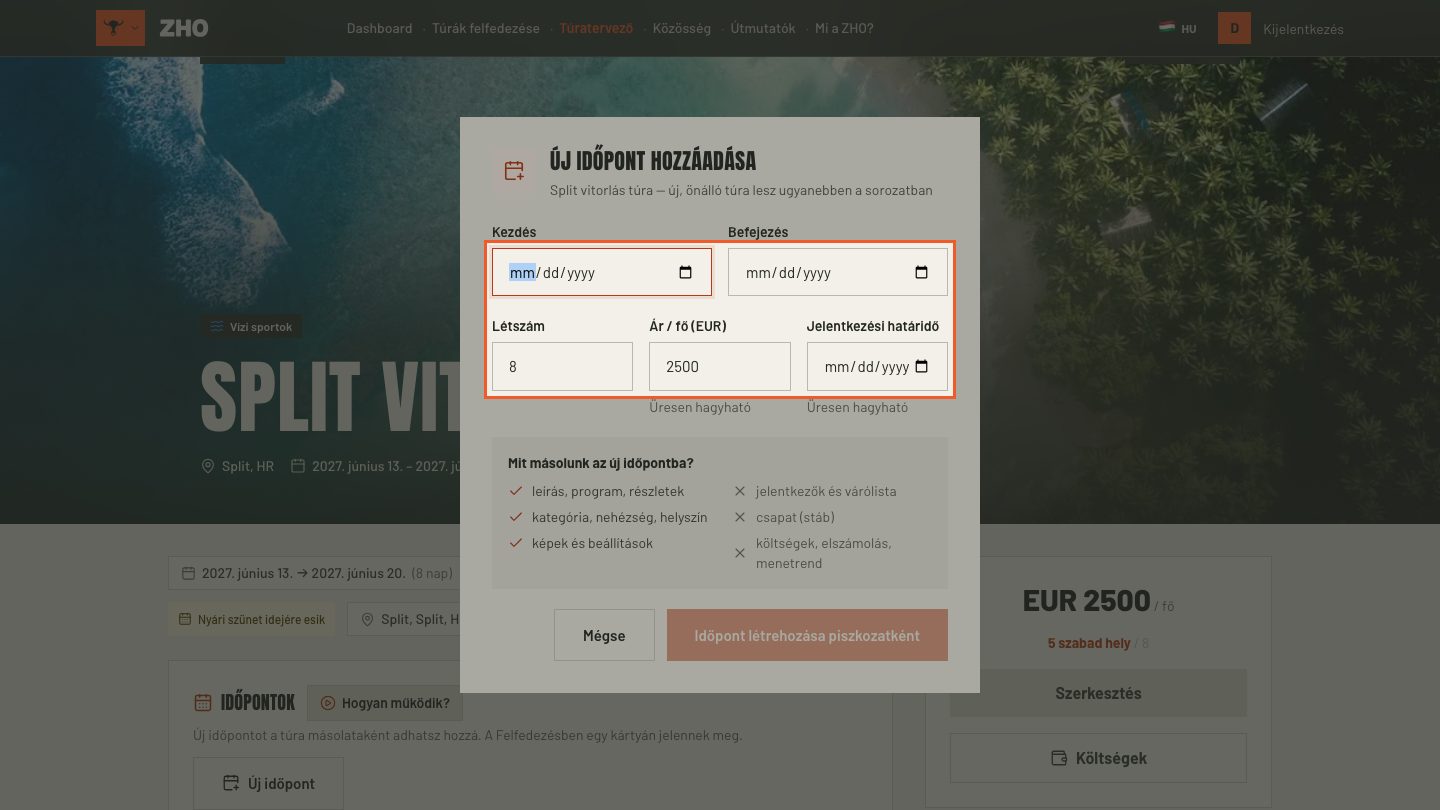 ZHO
Dashboard · Túrák felfedezése · Túratervező · Közösség · Útmutatók · Mi a ZHO?
HU
D
Kijelentkezés
Vizi sportok
SPLIT VIT
Split, HR
2027. június 13. – 2027. jú
ÚJ IDŐPONT HOZZÁADÁSA
Split vitorlás túra — új, önálló túra lesz ugyanebben a sorozatban
Kezdés
Befejezés
mm/dd/yyyy
mm/dd/yyyy
Létszám
Ár / fő (EUR)
Jelentkezési határidő
8
2500
mm/dd/yyyy
Üresen hagyható
Üresen hagyható
Mit másolunk az új időpontba?
leírás, program, részletek
jelentkezők és várólista
kategória, nehézség, helyszín
csapat (stáb)
képek és beállítások
költségek, elszámolás,
menetrend
Mégse
Időpont létrehozása piszkozatként
2027. június 13. → 2027. június 20. (8 nap)
Nyári szünet idejére esik
Split, Split, H
IDŐPONTOK
Hogyan működik?
Új időpontot a túra másolataként adhatsz hozzá. A Felfedezésben egy kártyán jelennek meg.
Új időpont
EUR 2500 / fő
5 szabad hely / 8
Szerkesztés
Költségek